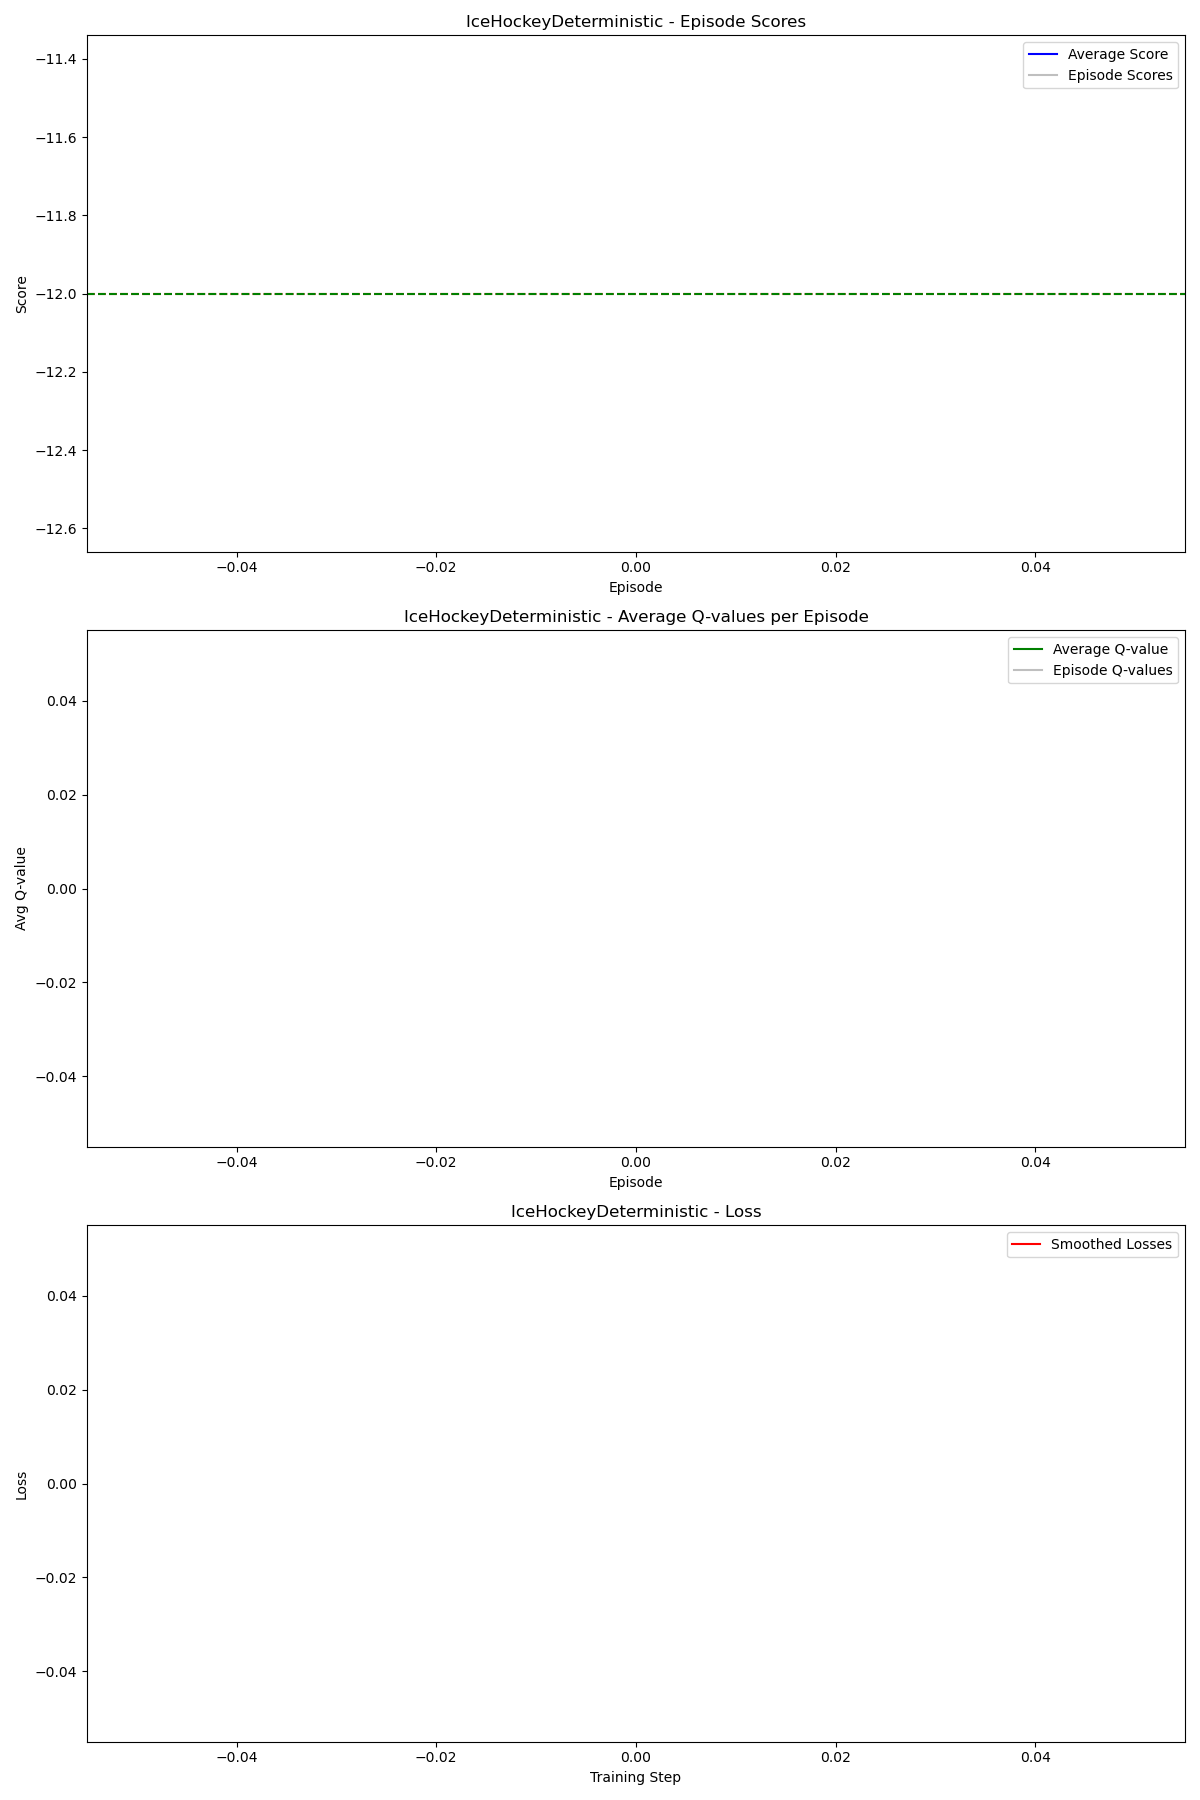 IceHockeyDeterministic - Episode Scores
Average Score
Episode Scores
−11.4
−11.6
−11.8
−12.0
−12.2
−12.4
−12.6
Score
−0.04
−0.02
0.00
0.02
0.04
Episode
IceHockeyDeterministic - Average Q-values per Episode
Average Q-value
Episode Q-values
0.04
0.02
0.00
−0.02
−0.04
Avg Q-value
−0.04
−0.02
0.00
0.02
0.04
Episode
IceHockeyDeterministic - Loss
Smoothed Losses
0.04
0.02
0.00
−0.02
−0.04
Loss
−0.04
−0.02
0.00
0.02
0.04
Training Step